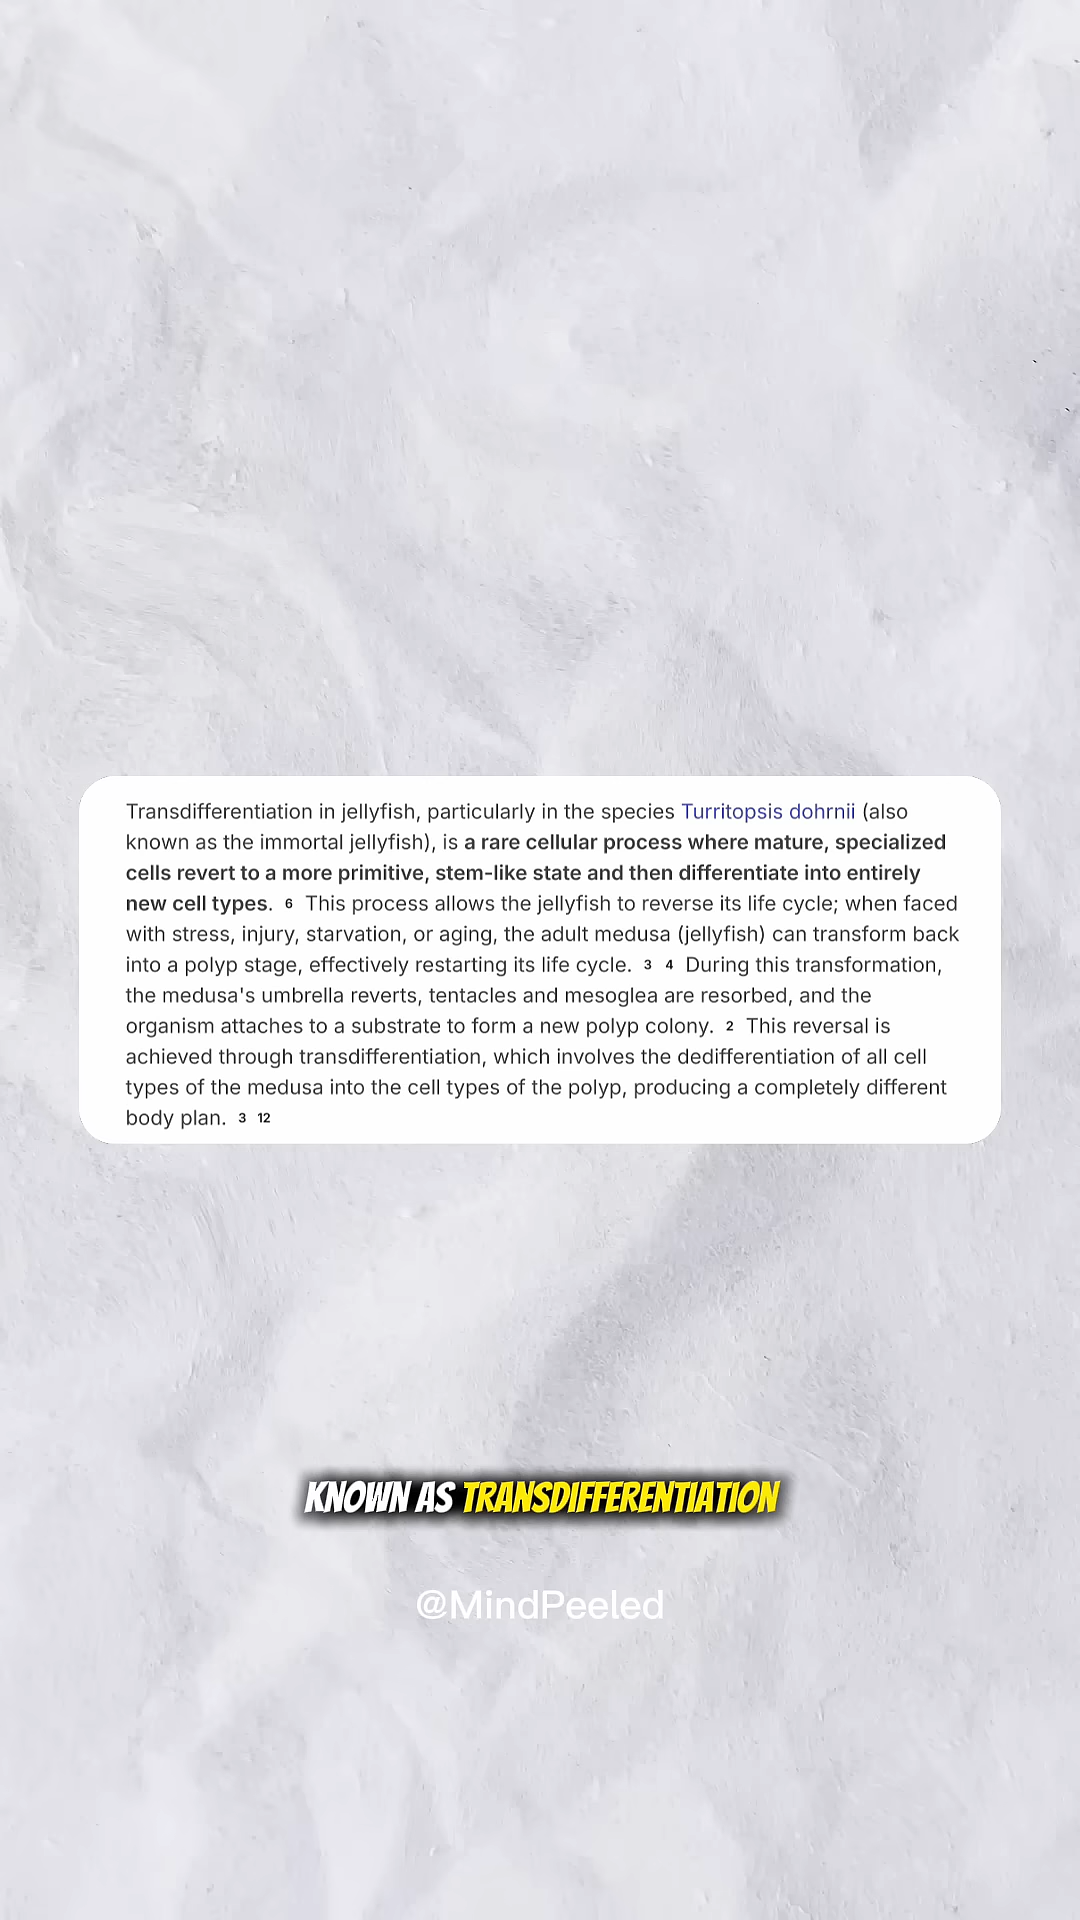 Transdifferentiation in jellyfish, particularly in the species Turritopsis dohrnii (also
known as the immortal jellyfish), is a rare cellular process where mature, specialized
cells revert to a more primitive, stem-like state and then differentiate into entirely
new cell types. 6 This process allows the jellyfish to reverse its life cycle; when faced
with stress, injury, starvation, or aging, the adult medusa (jellyfish) can transform back
into a polyp stage, effectively restarting its life cycle. 3 4 During this transformation,
the medusa's umbrella reverts, tentacles and mesoglea are resorbed, and the
organism attaches to a substrate to form a new polyp colony. 2 This reversal is
achieved through transdifferentiation, which involves the dedifferentiation of all cell
types of the medusa into the cell types of the polyp, producing a completely different
body plan. 3 12
KNOWN AS TRANSDIFFERENTIATION
@MindPeeled